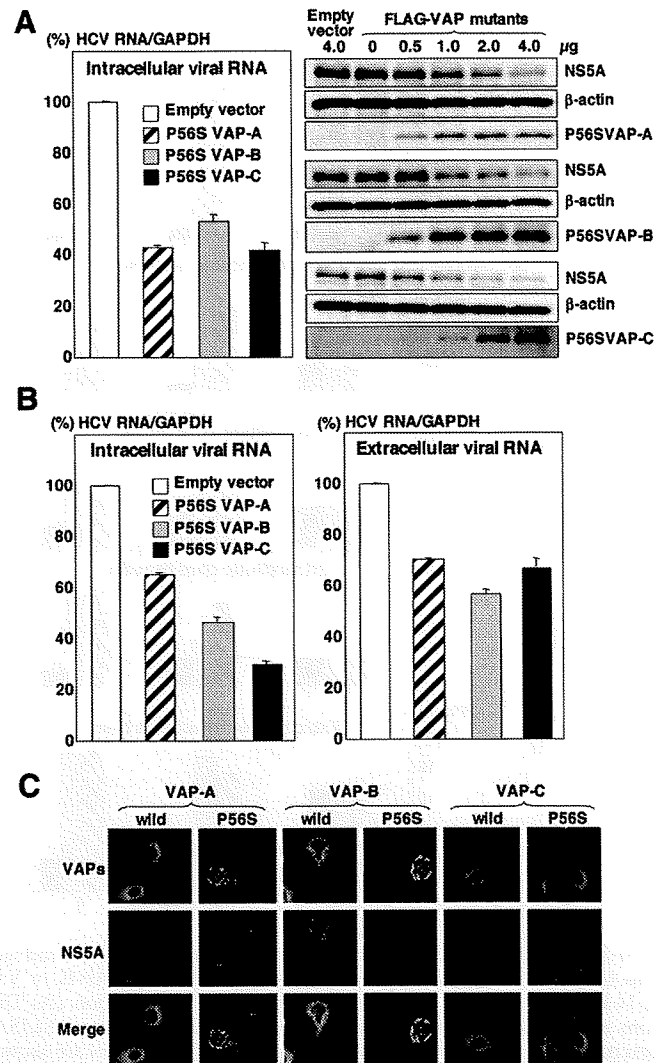 A
(%) HCV RNA/GAPDH
Intracellular viral RNA
100
80
60
40
20
0
Empty vector
P56S VAP-A
P56S VAP-B
P56S VAP-C
Empty vector
FLAG-VAP mutants
4.0 0 0.5 1.0 2.0 4.0 µg
NS5A
β-actin
P56SVAP-A
NS5A
β-actin
P56SVAP-B
NS5A
β-actin
P56SVAP-C
B
(%) HCV RNA/GAPDH
Intracellular viral RNA
100
80
60
40
20
0
Empty vector
P56S VAP-A
P56S VAP-B
P56S VAP-C
(%) HCV RNA/GAPDH
Extracellular viral RNA
100
80
60
40
20
0
C
VAP-A VAP-B VAP-C
wild P56S wild P56S wild P56S
VAPs
NS5A
Merge